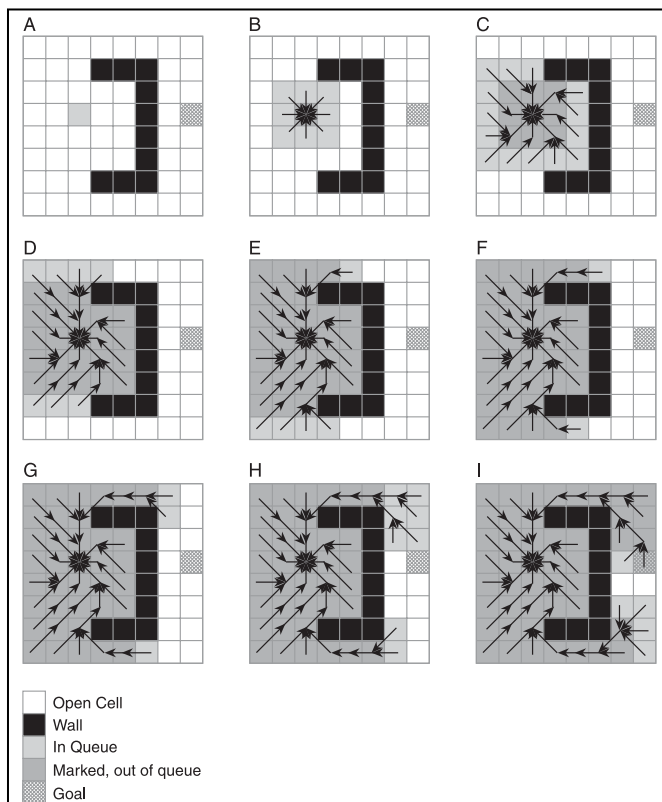 A B C
D E F
G H I
Open Cell
Wall
In Queue
Marked, out of queue
Goal